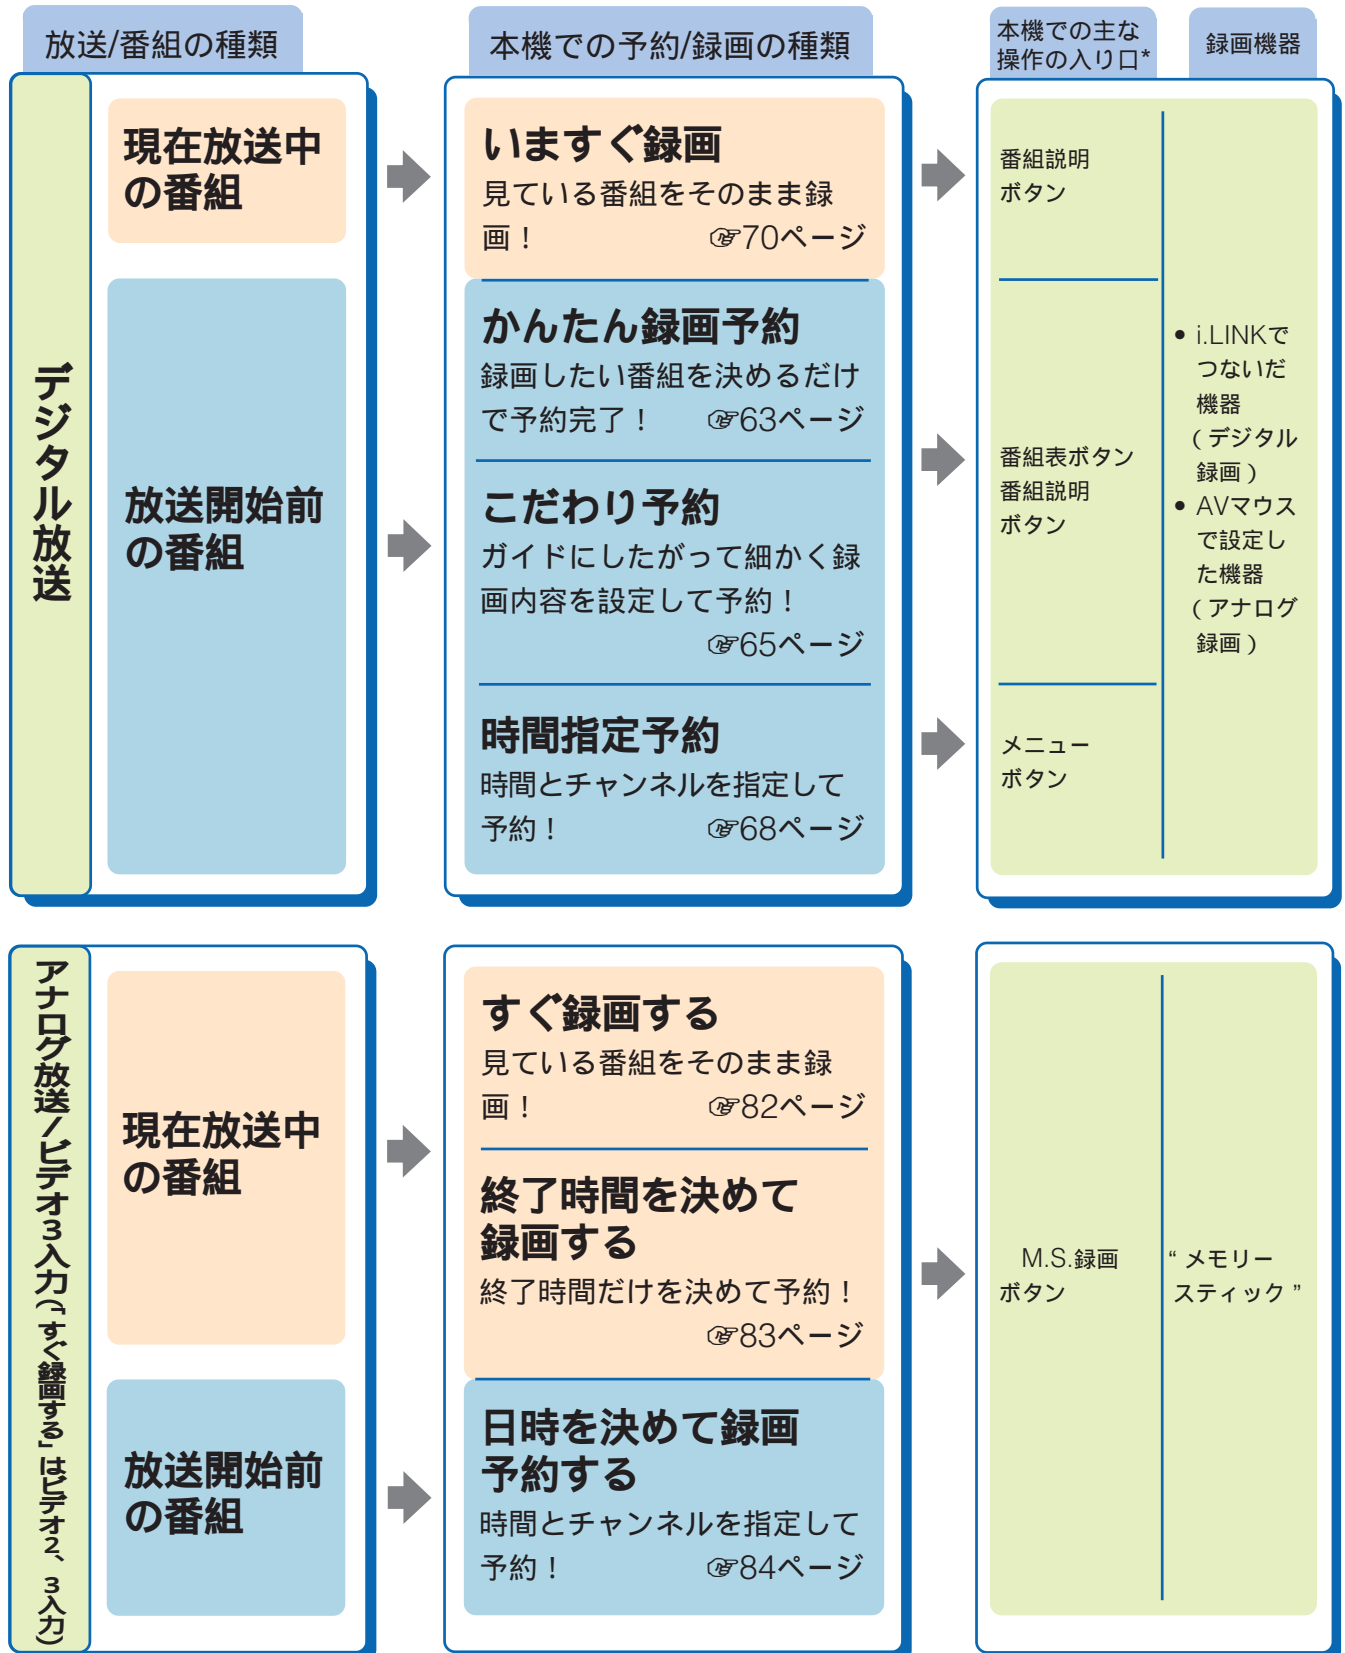 放送/番組の種類
本機での予約/録画の種類
本機での主な
操作の入り口*
録画機器
デジタル放送
現在放送中
の番組
いますぐ録画
見ている番組をそのまま録
画！ ☞70ページ
番組説明
ボタン
放送開始前
の番組
かんたん録画予約
録画したい番組を決めるだけ
で予約完了！ ☞63ページ
こだわり予約
ガイドにしたがって細かく録
画内容を設定して予約！
☞65ページ
番組表ボタン
番組説明
ボタン
時間指定予約
時間とチャンネルを指定して
予約！ ☞68ページ
メニュー
ボタン
• i.LINKで
つないだ
機器
（デジタル
録画）
• AVマウス
で設定し
た機器
（アナログ
録画）
アナログ放送/ビデオ3入力（「すぐ録画する」はビデオ2、3入力）
現在放送中
の番組
すぐ録画する
見ている番組をそのまま録
画！ ☞82ページ
終了時間を決めて
録画する
終了時間だけを決めて予約！
☞83ページ
放送開始前
の番組
日時を決めて録画
予約する
時間とチャンネルを指定して
予約！ ☞84ページ
M.S.録画
ボタン
“メモリー
スティック”